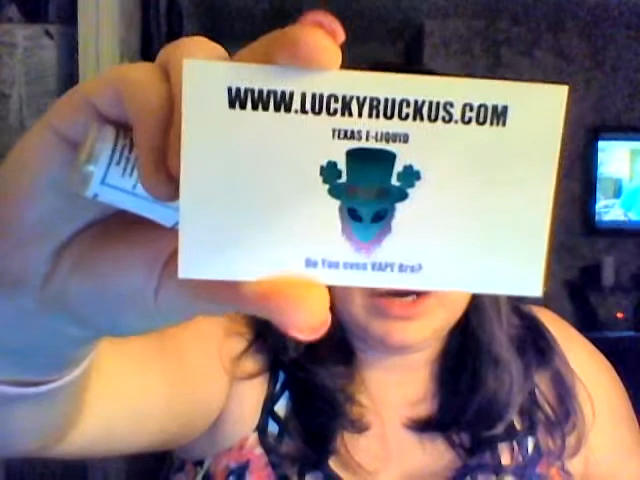 WWW.LUCKYRUCKUS.COM
TEXAS E-LIQUID
Do You even VAPE Bro?